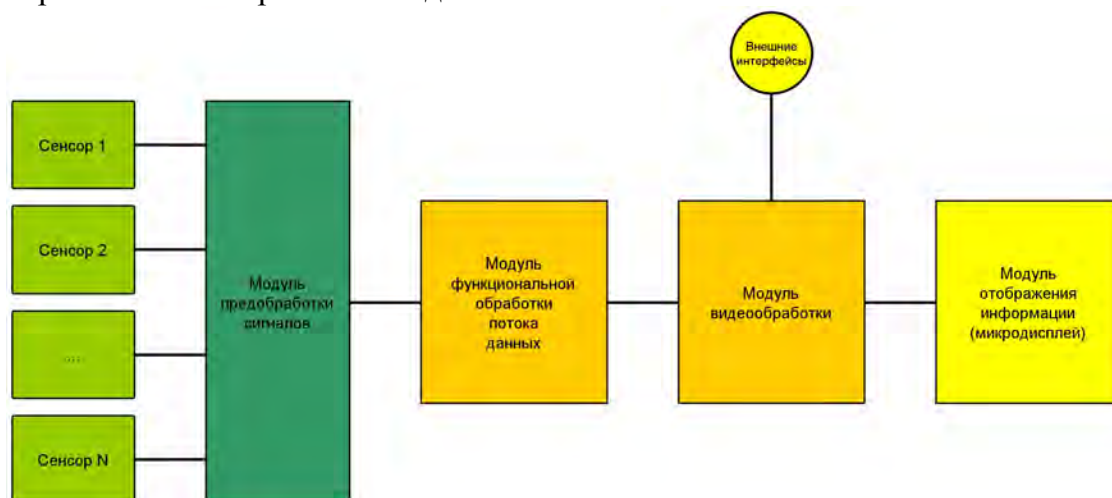 Внешние
интерфейсы
Сенсор 1
Сенсор 2
....
Сенсор N
Модуль
предобработки
сигналов
Модуль
функциональной
обработки
потока
данных
Модуль
видеообработки
Модуль
отображения
информации
(микродисплей)